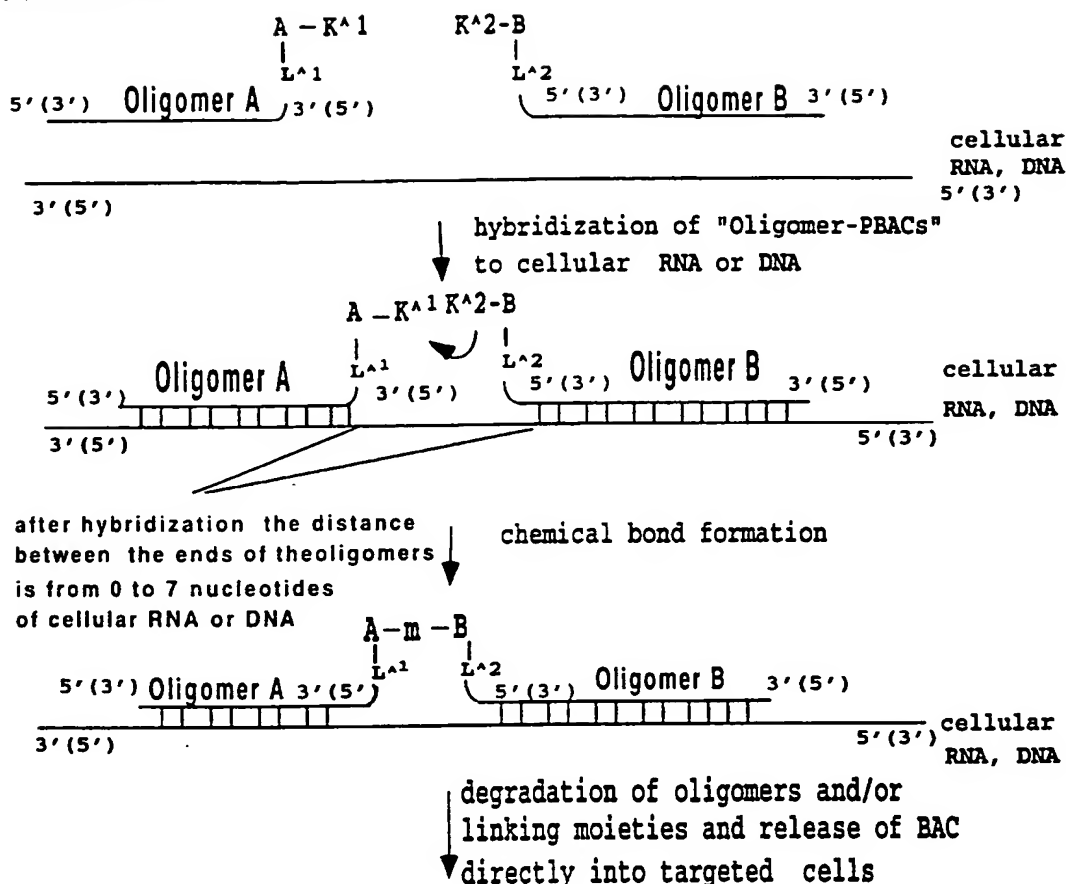 A – K^1 K^2-B
L^1 L^2
5'(3') Oligomer A 3'(5') 5'(3') Oligomer B 3'(5')
cellular
RNA, DNA
3'(5') 5'(3')
hybridization of "Oligomer-PBACs"
to cellular RNA or DNA
A – K^1 K^2-B
L^1 L^2
5'(3') Oligomer A 3'(5') 5'(3') Oligomer B 3'(5')
cellular
RNA, DNA
3'(5') 5'(3')
after hybridization the distance
between the ends of theoligomers
is from 0 to 7 nucleotides
of cellular RNA or DNA
chemical bond formation
A–m–B
L^1 L^2
5'(3') Oligomer A 3'(5') 5'(3') Oligomer B 3'(5')
3'(5') 5'(3') cellular
RNA, DNA
degradation of oligomers and/or
linking moieties and release of BAC
directly into targeted cells